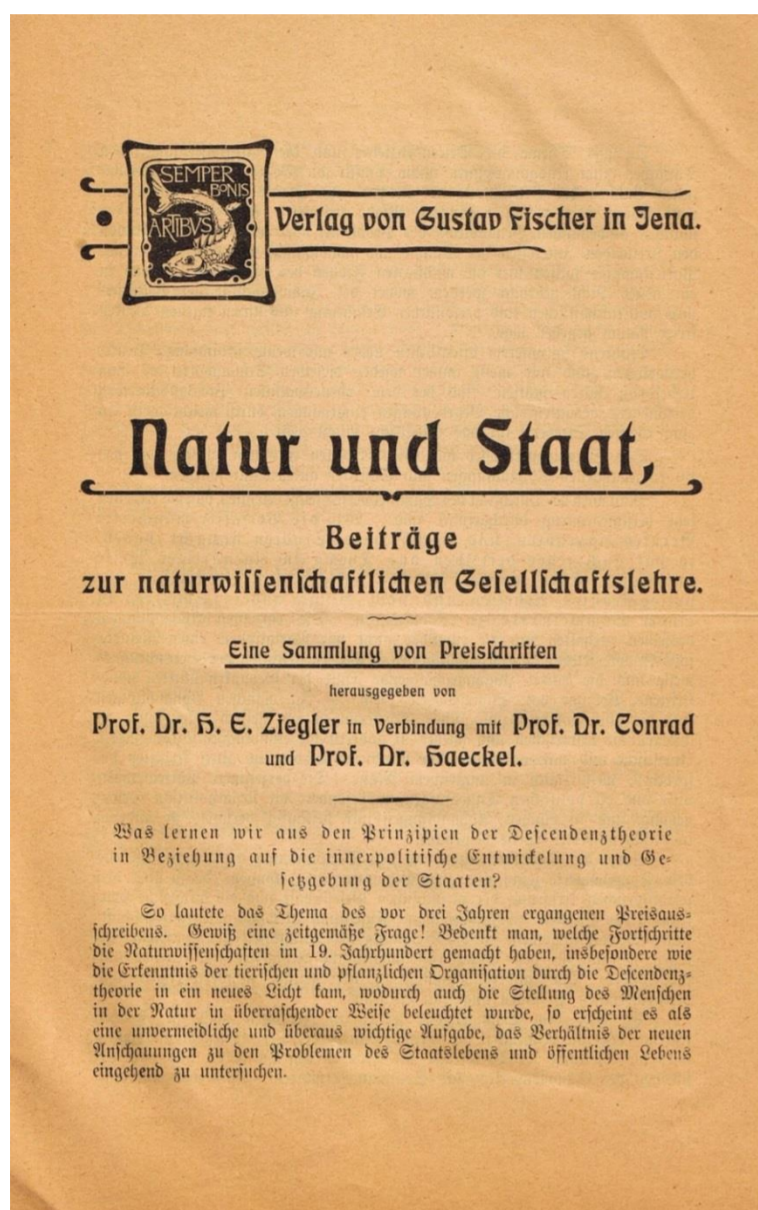 SEMPER
BONIS
ARTIBVS
Verlag von Gustav Fischer in Jena.
Natur und Staat,
Beiträge
zur naturwiſſenſchaftlichen Geſellſchaftslehre.
Eine Sammlung von Preisſchriften
herausgegeben von
Prof. Dr. H. E. Ziegler in Verbindung mit Prof. Dr. Conrad
und Prof. Dr. Haeckel.
Was lernen wir aus den Prinzipien der Deſcendenztheorie
in Beziehung auf die innerpolitiſche Entwickelung und Ge-
ſetzgebung der Staaten?
So lautete das Thema des vor drei Jahren ergangenen Preisaus-
ſchreibens. Gewiß eine zeitgemäße Frage! Bedenkt man, welche Fortſchritte
die Naturwiſſenſchaften im 19. Jahrhundert gemacht haben, insbeſondere wie
die Erkenntnis der tieriſchen und pflanzlichen Organiſation durch die Deſcendenz-
theorie in ein neues Licht kam, wodurch auch die Stellung des Menſchen
in der Natur in überraſchender Weiſe beleuchtet wurde, ſo erſcheint es als
eine unvermeidliche und überaus wichtige Aufgabe, das Verhältnis der neuen
Anſchauungen zu den Problemen des Staatslebens und öffentlichen Lebens
eingehend zu unterſuchen.